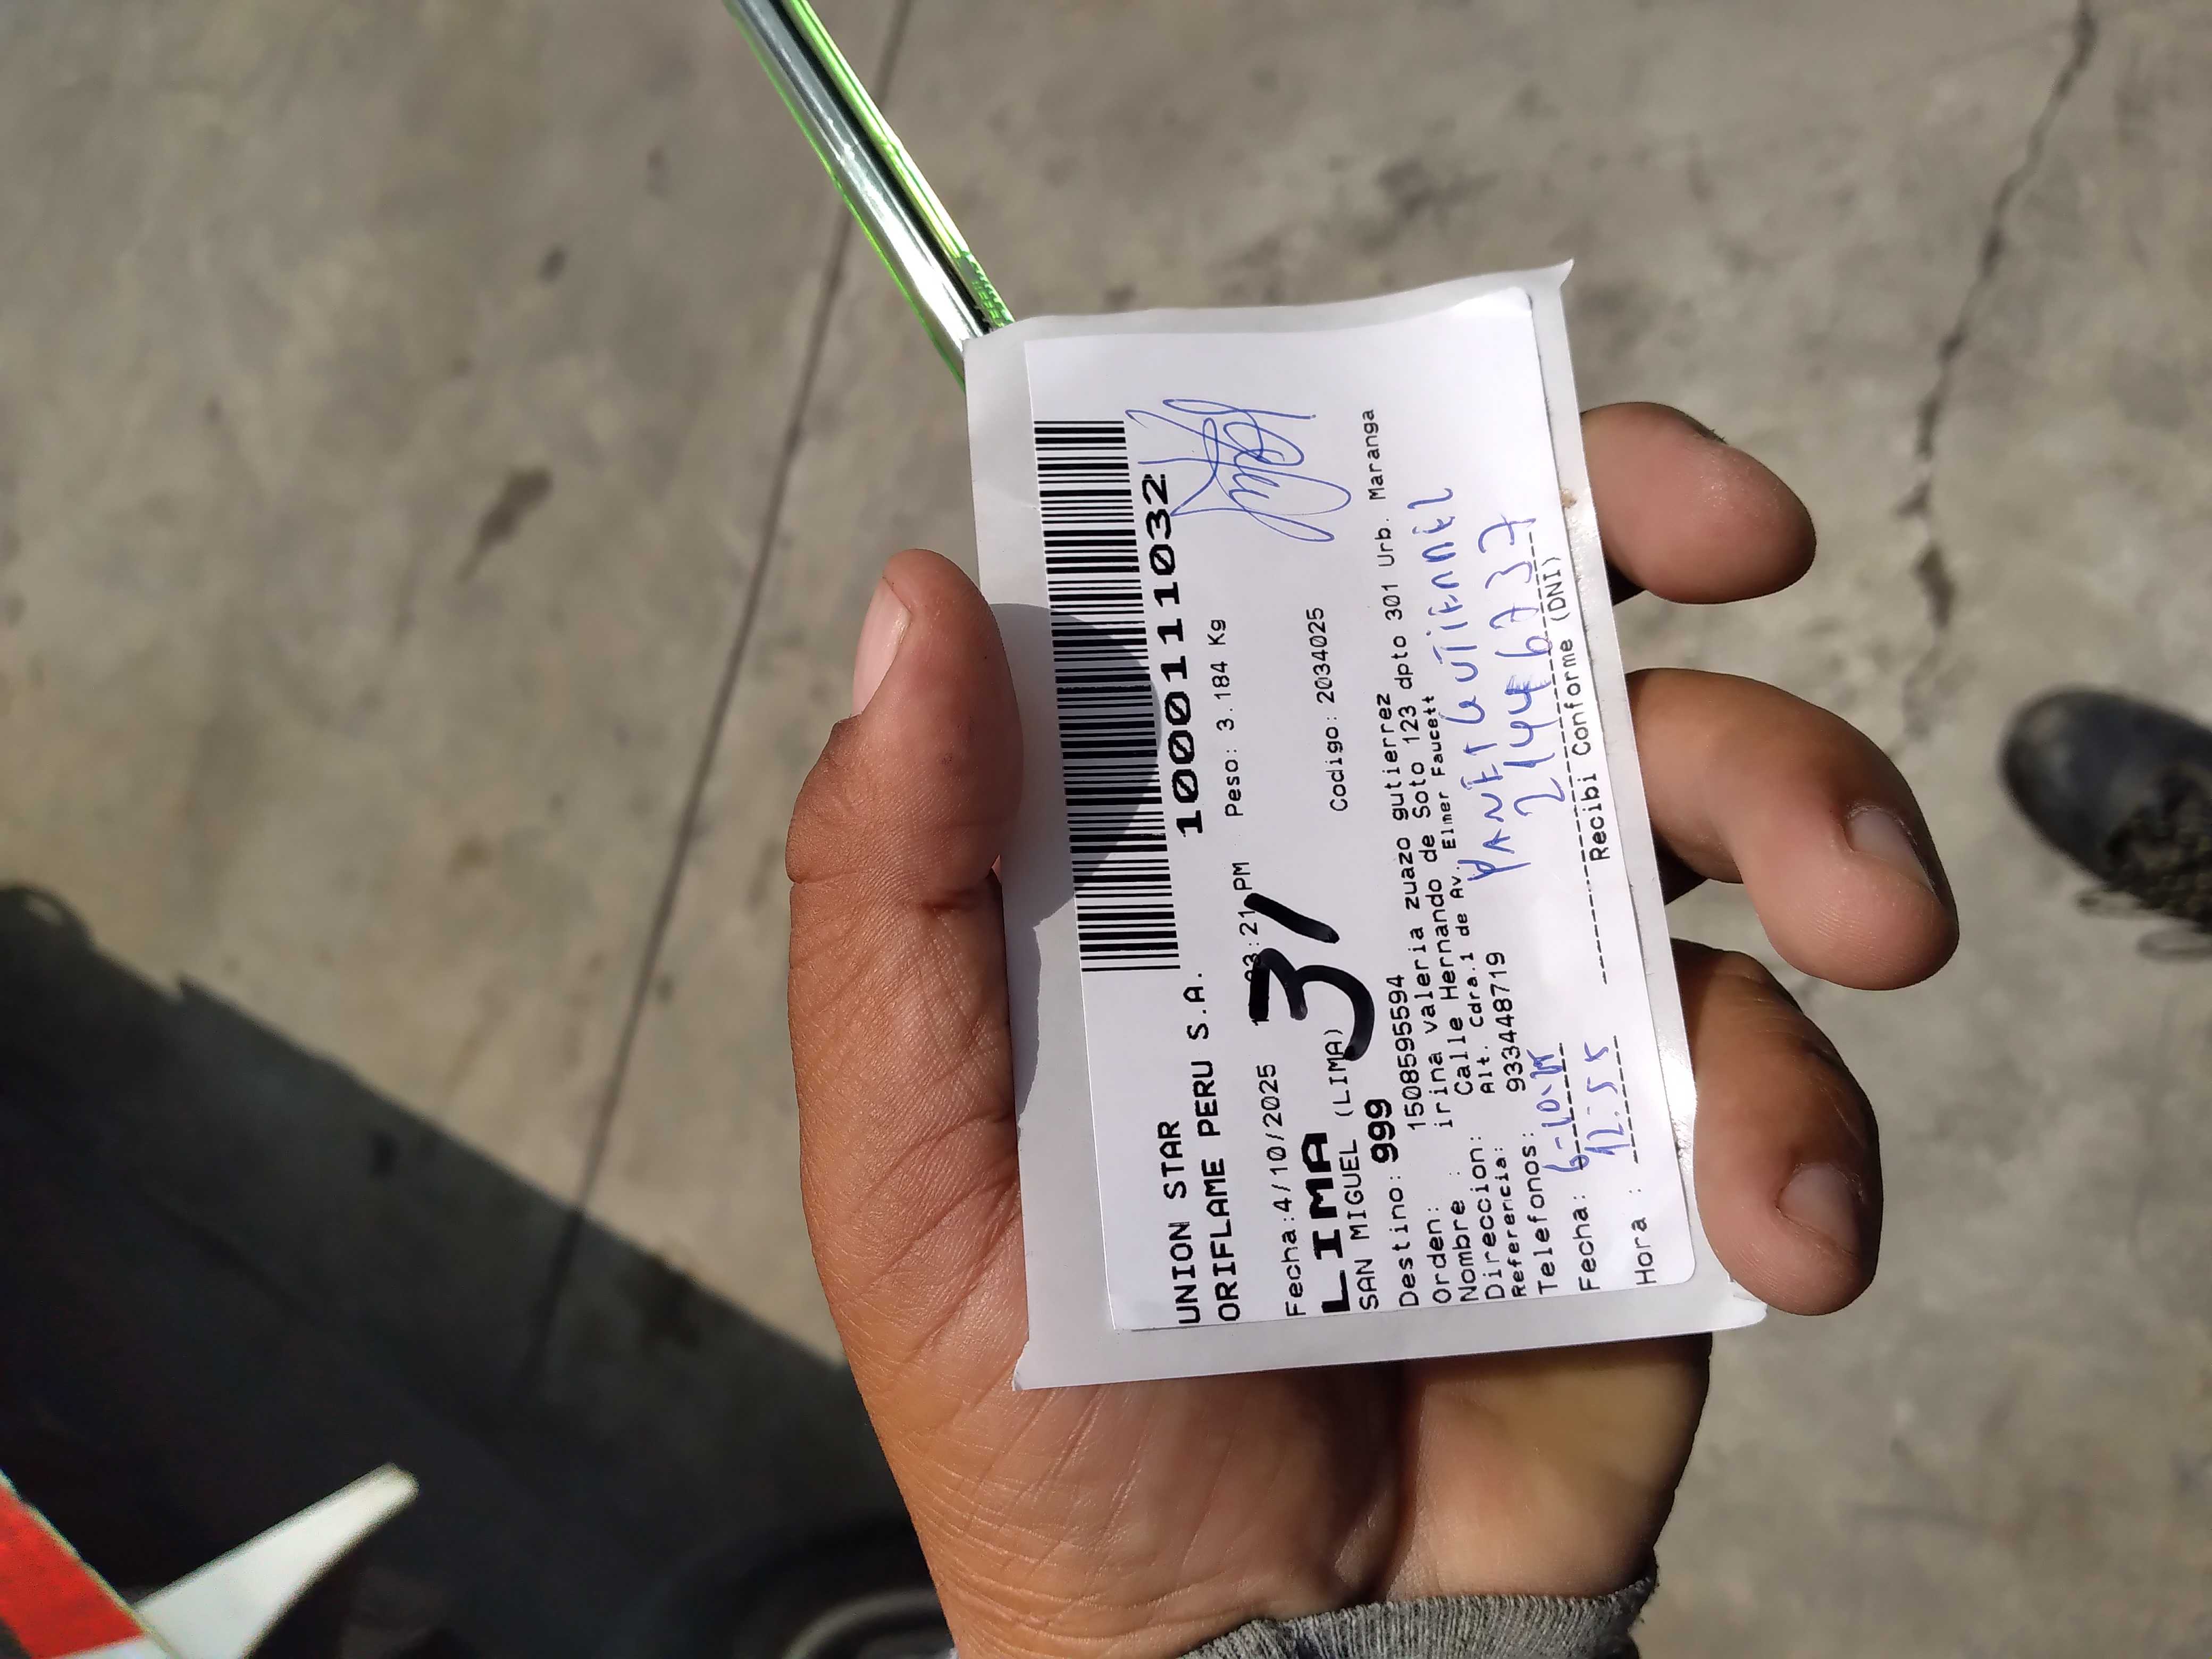 1000111032
UNION STAR
ORIFLAME PERU S.A.
Fecha:4/10/2025 03:21 PM Peso: 3.184 Kg
LIMA
3/
SAN MIGUEL (LIMA) Codigo: 2034025
Destino: 999
Orden: 1508595594
Nombre : irina valeria zuazo gutierrez
Direccion: Calle Hernando de Soto 123 dpto 301 Urb. Maranga
Referencia: Alt. Cdra.1 de Av. Elmer Faucett
Telefonos: 933448719
Fecha: 6-10-25
Hora : 12:55
21446737
Recibi Conforme (DNI)